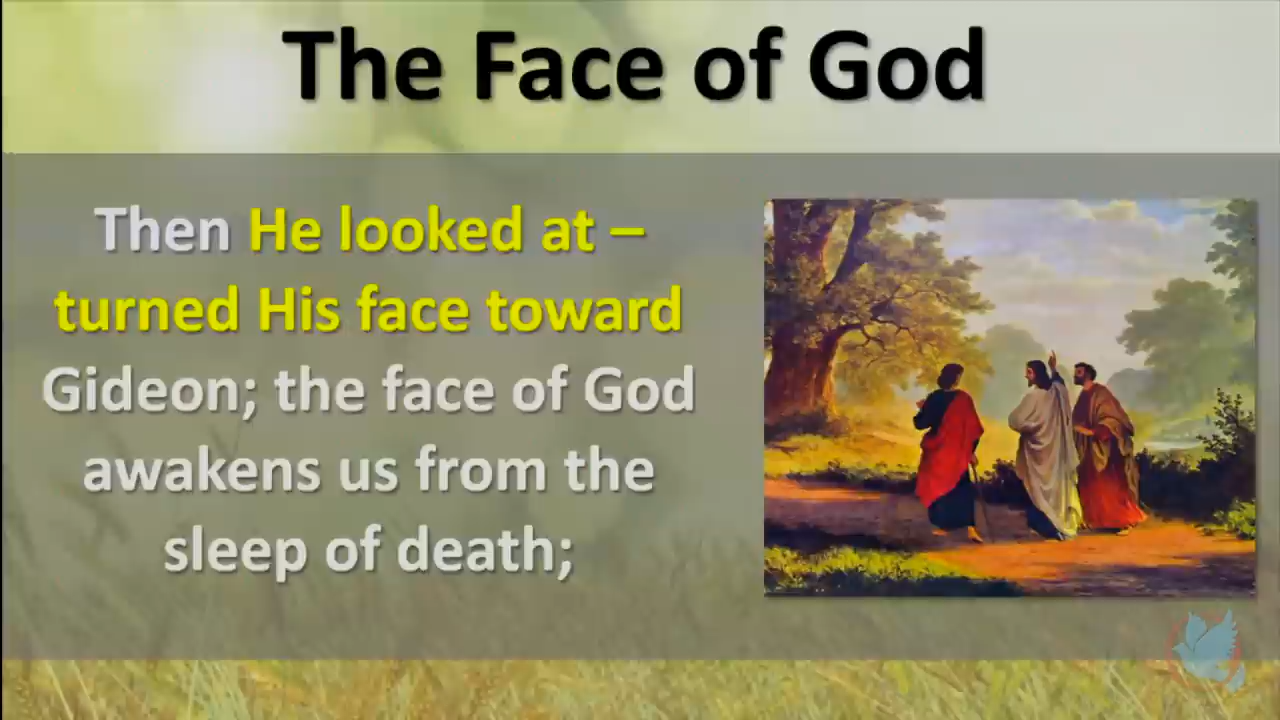 The Face of God
Then He looked at –
turned His face toward
Gideon; the face of God
awakens us from the
sleep of death;